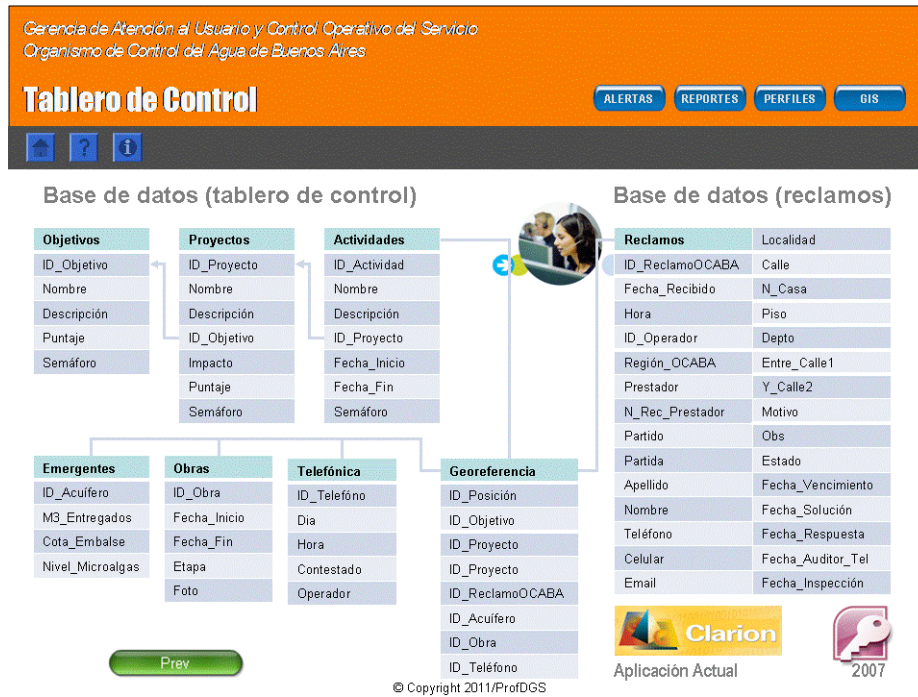 Gerencia de Atención al Usuario y Control Operativo del Servicio
Organismo de Control del Agua de Buenos Aires
Tablero de Control
ALERTAS
REPORTES
PERFILES
GIS
Base de datos (tablero de control)
Base de datos (reclamos)
Objetivos
ID_Objetivo
Nombre
Descripción
Puntaje
Semáforo
Proyectos
ID_Proyecto
Nombre
Descripción
ID_Objetivo
Impacto
Puntaje
Semáforo
Actividades
ID_Actividad
Nombre
Descripción
ID_Proyecto
Fecha_Inicio
Fecha_Fin
Semáforo
Reclamos
ID_ReclamoOCABA
Fecha_Recibido
Hora
ID_Operador
Región_OCABA
Prestador
N_Rec_Prestador
Partido
Partida
Apellido
Nombre
Teléfono
Celular
Email
Localidad
Calle
N_Casa
Piso
Depto
Entre_Calle1
Y_Calle2
Motivo
Obs
Estado
Fecha_Vencimiento
Fecha_Solución
Fecha_Respuesta
Fecha_Auditor_Tel
Fecha_Inspección
Emergentes
ID_Acuífero
M3_Entregados
Cota_Embalse
Nivel_Microalgas
Obras
ID_Obra
Fecha_Inicio
Fecha_Fin
Etapa
Foto
Telefónica
ID_Telefóno
Dia
Hora
Contestado
Operador
Georeferencia
ID_Posición
ID_Objetivo
ID_Proyecto
ID_Proyecto
ID_ReclamoOCABA
ID_Acuífero
ID_Obra
ID_Teléfono
Clarion
Aplicación Actual
2007
Prev
© Copyright 2011/ProfDGS